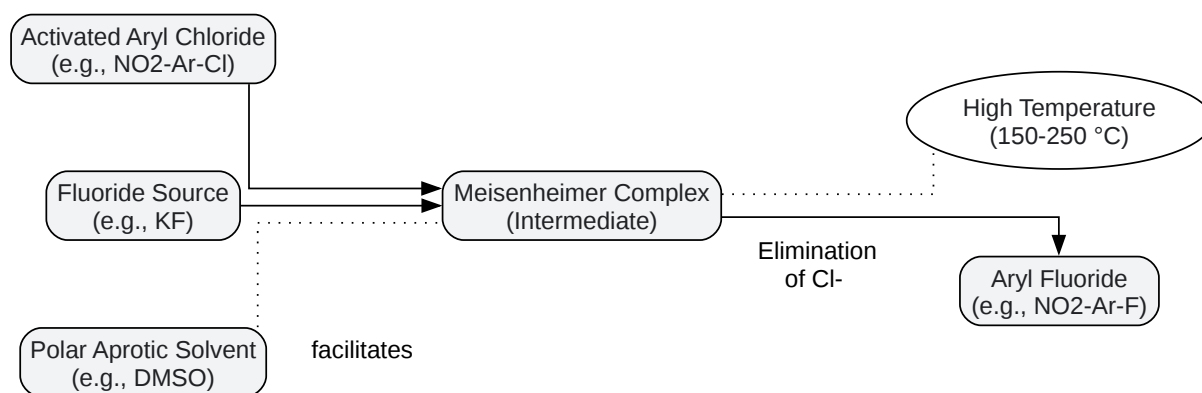 Activated Aryl Chloride
(e.g., NO2-Ar-Cl)
High Temperature
(150-250 °C)
Fluoride Source
(e.g., KF)
Meisenheimer Complex
(Intermediate)
Elimination
of Cl-
Aryl Fluoride
(e.g., NO2-Ar-F)
Polar Aprotic Solvent
(e.g., DMSO)
facilitates